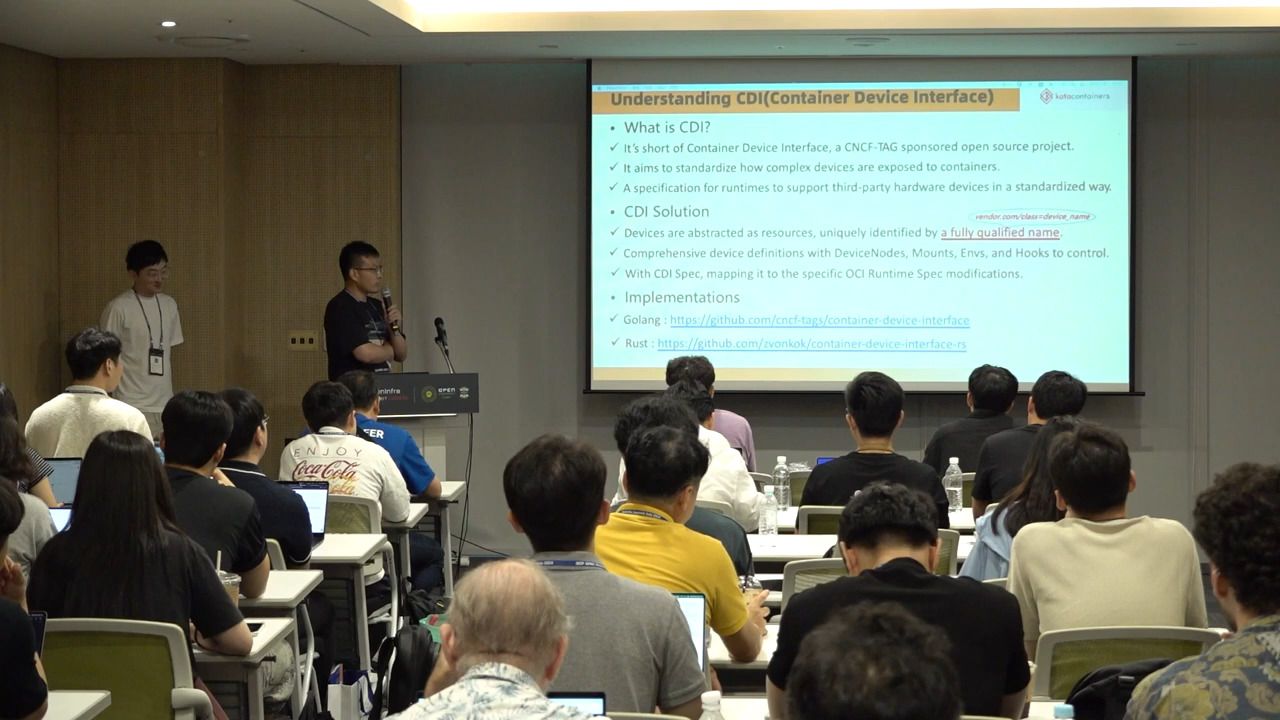 Understanding CDI(Container Device Interface)
katacontainers
• What is CDI?
✓ It's short of Container Device Interface, a CNCF-TAG sponsored open source project.
✓ It aims to standardize how complex devices are exposed to containers.
✓ A specification for runtimes to support third-party hardware devices in a standardized way.
• CDI Solution
vendor.com/class=device_name
✓ Devices are abstracted as resources, uniquely identified by a fully qualified name.
✓ Comprehensive device definitions with DeviceNodes, Mounts, Envs, and Hooks to control.
✓ With CDI Spec, mapping it to the specific OCI Runtime Spec modifications.
• Implementations
✓ Golang : https://github.com/cncf-tags/container-device-interface
✓ Rust : https://github.com/zvonkok/container-device-interface-rs
OPEN
ENJOY
Coca-Cola